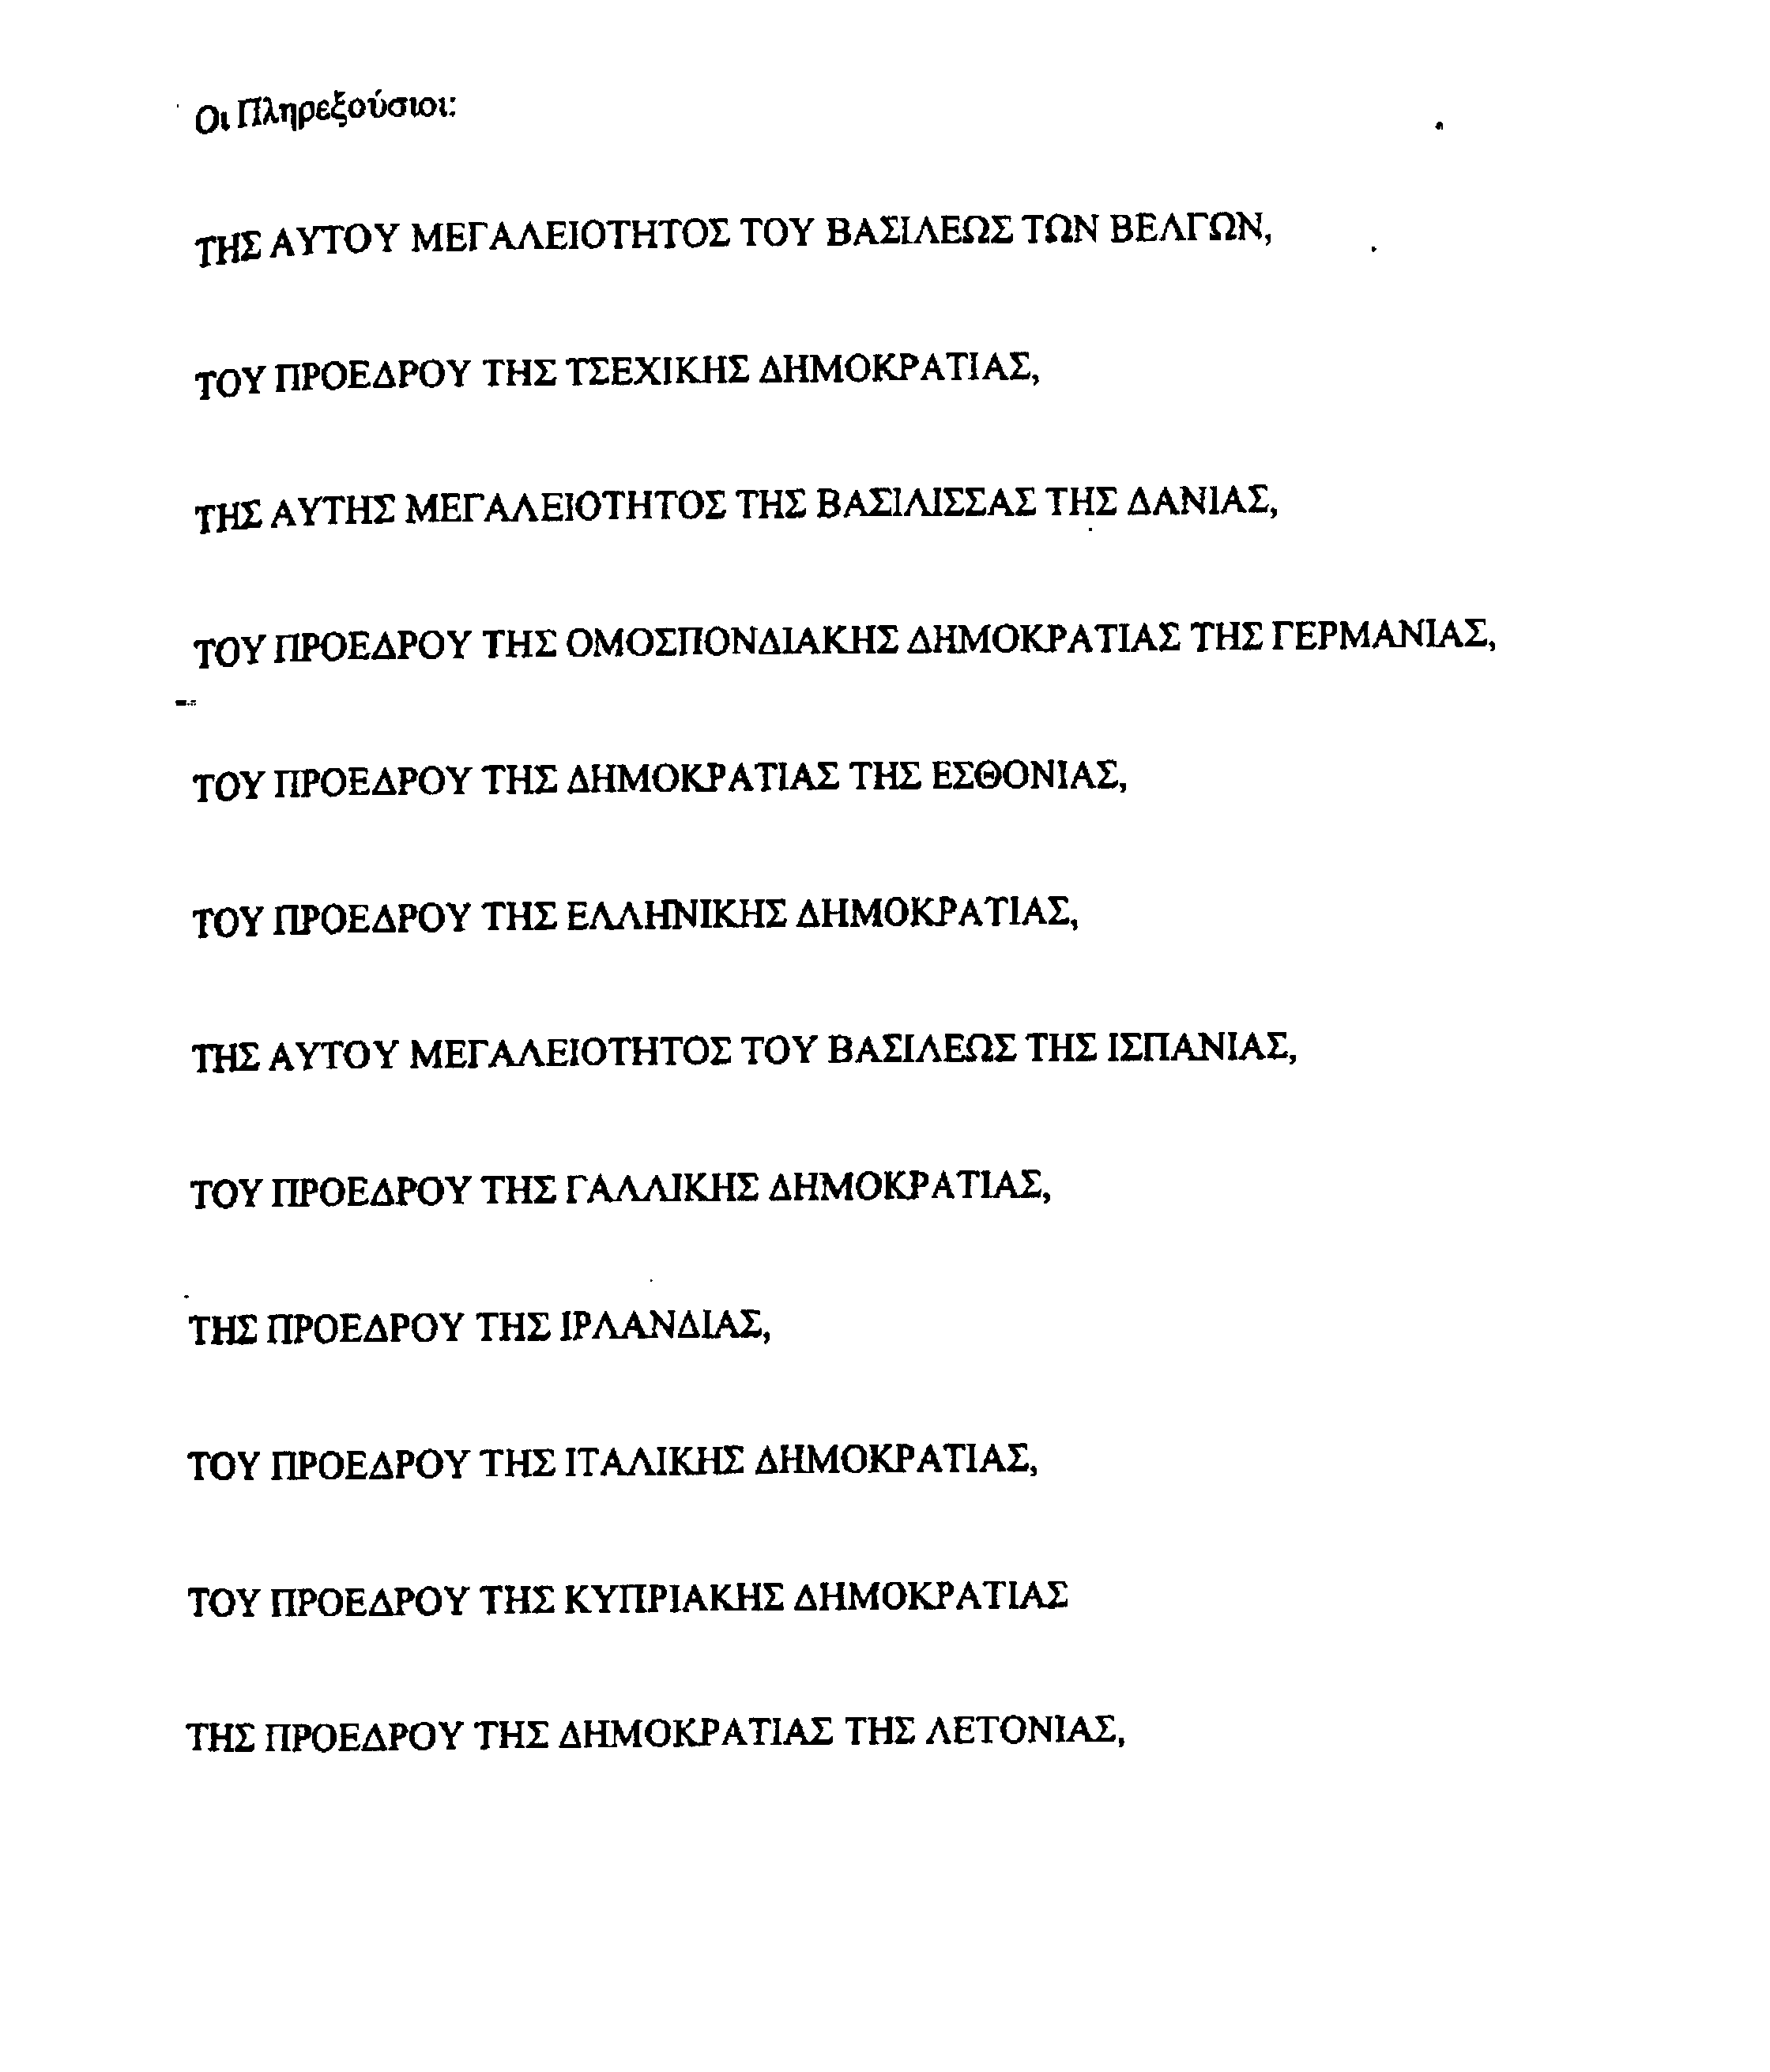 Οι Πληρεξούσιοι:
ΤΗΣ ΑΥΤΟΥ ΜΕΓΑΛΕΙΟΤΗΤΟΣ ΤΟΥ ΒΑΣΙΛΕΩΣ ΤΩΝ ΒΕΛΓΩΝ,
ΤΟΥ ΠΡΟΕΔΡΟΥ ΤΗΣ ΤΣΕΧΙΚΗΣ ΔΗΜΟΚΡΑΤΙΑΣ,
ΤΗΣ ΑΥΤΗΣ ΜΕΓΑΛΕΙΟΤΗΤΟΣ ΤΗΣ ΒΑΣΙΛΙΣΣΑΣ ΤΗΣ ΔΑΝΙΑΣ,
ΤΟΥ ΠΡΟΕΔΡΟΥ ΤΗΣ ΟΜΟΣΠΟΝΔΙΑΚΗΣ ΔΗΜΟΚΡΑΤΙΑΣ ΤΗΣ ΓΕΡΜΑΝΙΑΣ,
ΤΟΥ ΠΡΟΕΔΡΟΥ ΤΗΣ ΔΗΜΟΚΡΑΤΙΑΣ ΤΗΣ ΕΣΘΟΝΙΑΣ,
ΤΟΥ ΠΡΟΕΔΡΟΥ ΤΗΣ ΕΛΛΗΝΙΚΗΣ ΔΗΜΟΚΡΑΤΙΑΣ,
ΤΗΣ ΑΥΤΟΥ ΜΕΓΑΛΕΙΟΤΗΤΟΣ ΤΟΥ ΒΑΣΙΛΕΩΣ ΤΗΣ ΙΣΠΑΝΙΑΣ,
ΤΟΥ ΠΡΟΕΔΡΟΥ ΤΗΣ ΓΑΛΛΙΚΗΣ ΔΗΜΟΚΡΑΤΙΑΣ,
ΤΗΣ ΠΡΟΕΔΡΟΥ ΤΗΣ ΙΡΛΑΝΔΙΑΣ,
ΤΟΥ ΠΡΟΕΔΡΟΥ ΤΗΣ ΙΤΑΛΙΚΗΣ ΔΗΜΟΚΡΑΤΙΑΣ,
ΤΟΥ ΠΡΟΕΔΡΟΥ ΤΗΣ ΚΥΠΡΙΑΚΗΣ ΔΗΜΟΚΡΑΤΙΑΣ
ΤΗΣ ΠΡΟΕΔΡΟΥ ΤΗΣ ΔΗΜΟΚΡΑΤΙΑΣ ΤΗΣ ΛΕΤΟΝΙΑΣ,